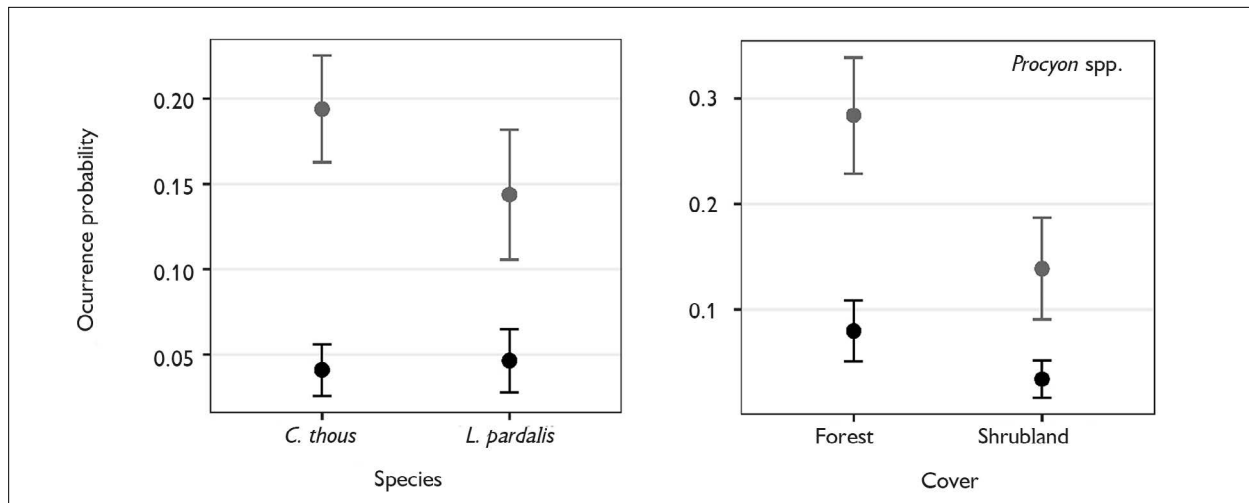 Ocurrence probability
0.20
0.15
0.10
0.05
C. thous L. pardalis
Species
Procyon spp.
0.3
0.2
0.1
Forest Shrubland
Cover